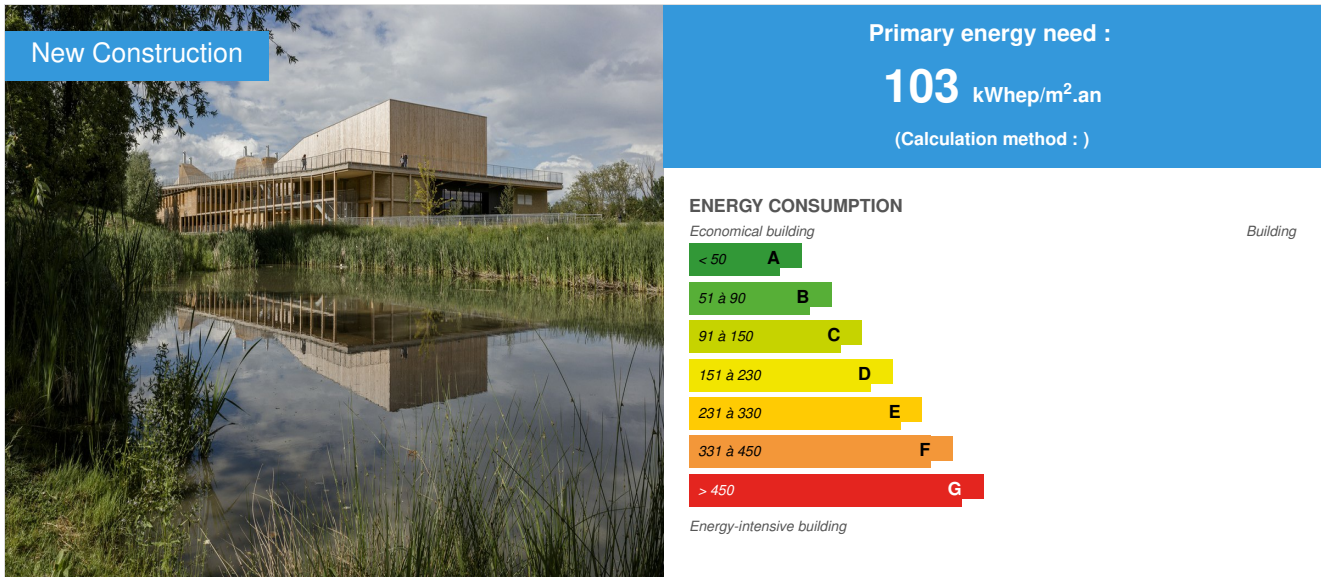 New Construction
Primary energy need :
103 kWhep/m².an
(Calculation method : )
ENERGY CONSUMPTION
Economical building
Building
< 50 A
51 à 90 B
91 à 150 C
151 à 230 D
231 à 330 E
331 à 450 F
> 450 G
Energy-intensive building